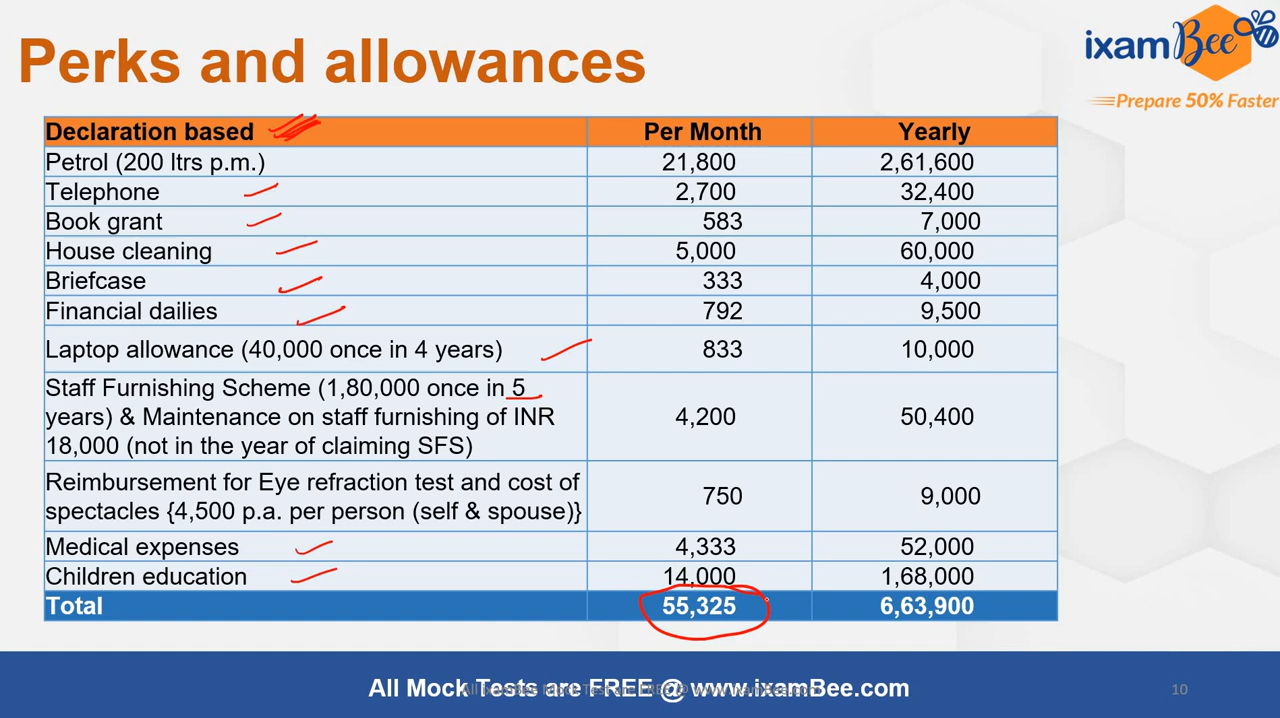 Perks and allowances
ixamBee
Prepare 50% Faster
Declaration based Per Month Yearly
Petrol (200 ltrs p.m.) 21,800 2,61,600
Telephone 2,700 32,400
Book grant 583 7,000
House cleaning 5,000 60,000
Briefcase 333 4,000
Financial dailies 792 9,500
Laptop allowance (40,000 once in 4 years) 833 10,000
Staff Furnishing Scheme (1,80,000 once in 5
years) & Maintenance on staff furnishing of INR 4,200 50,400
18,000 (not in the year of claiming SFS)
Reimbursement for Eye refraction test and cost of 750 9,000
spectacles {4,500 p.a. per person (self & spouse)}
Medical expenses 4,333 52,000
Children education 14,000 1,68,000
Total 55,325 6,63,900
All Mock Tests are FREE @ www.ixamBee.com
10